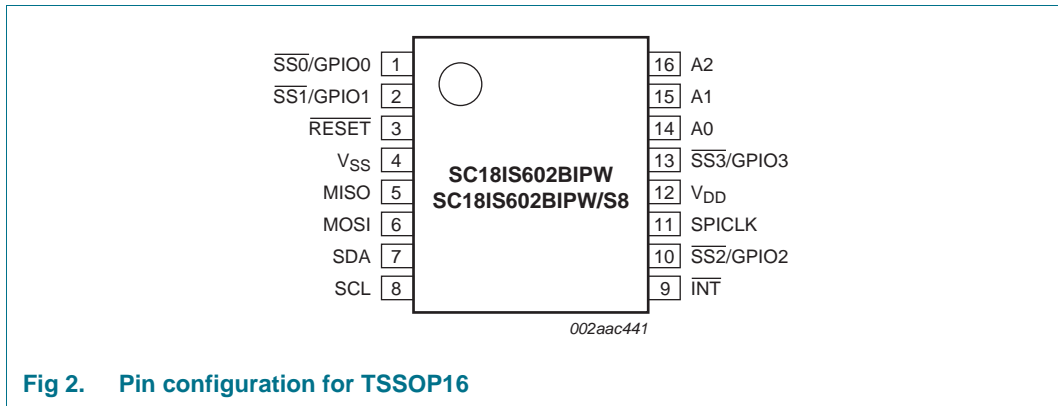 SS0/GPIO0 1
SS1/GPIO1 2
RESET 3
VSS 4
MISO 5
MOSI 6
SDA 7
SCL 8
SC18IS602BIPW
SC18IS602BIPW/S8
16 A2
15 A1
14 A0
13 SS3/GPIO3
12 VDD
11 SPICLK
10 SS2/GPIO2
9 INT
002aac441
Fig 2. Pin configuration for TSSOP16